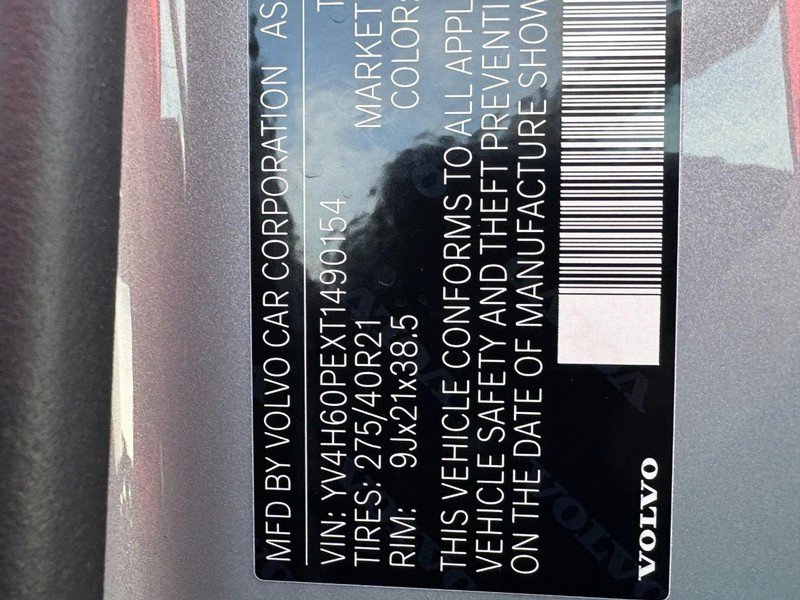 MFD BY VOLVO CAR CORPORATION AS
VIN: YV4H60PEXT1490154 T
TIRES: 275/40R21 MARKET
RIM: 9Jx21x38.5 COLOR:
THIS VEHICLE CONFORMS TO ALL APPL
VEHICLE SAFETY AND THEFT PREVENTI
ON THE DATE OF MANUFACTURE SHOW
VOLVO